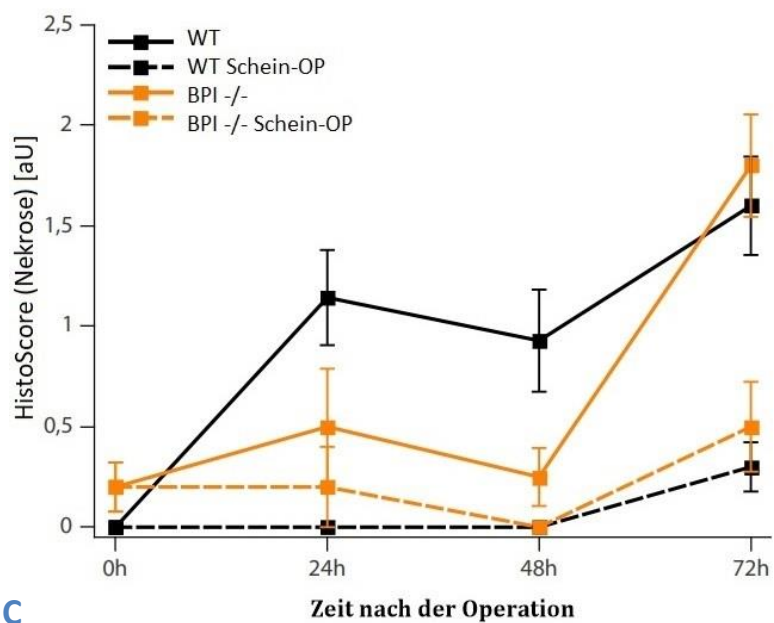 2,5
WT
WT Schein-OP
BPI -/-
BPI -/- Schein-OP
2
1,5
1
0,5
0
HistoScore (Nekrose) [aU]
0h 24h 48h 72h
Zeit nach der Operation
C